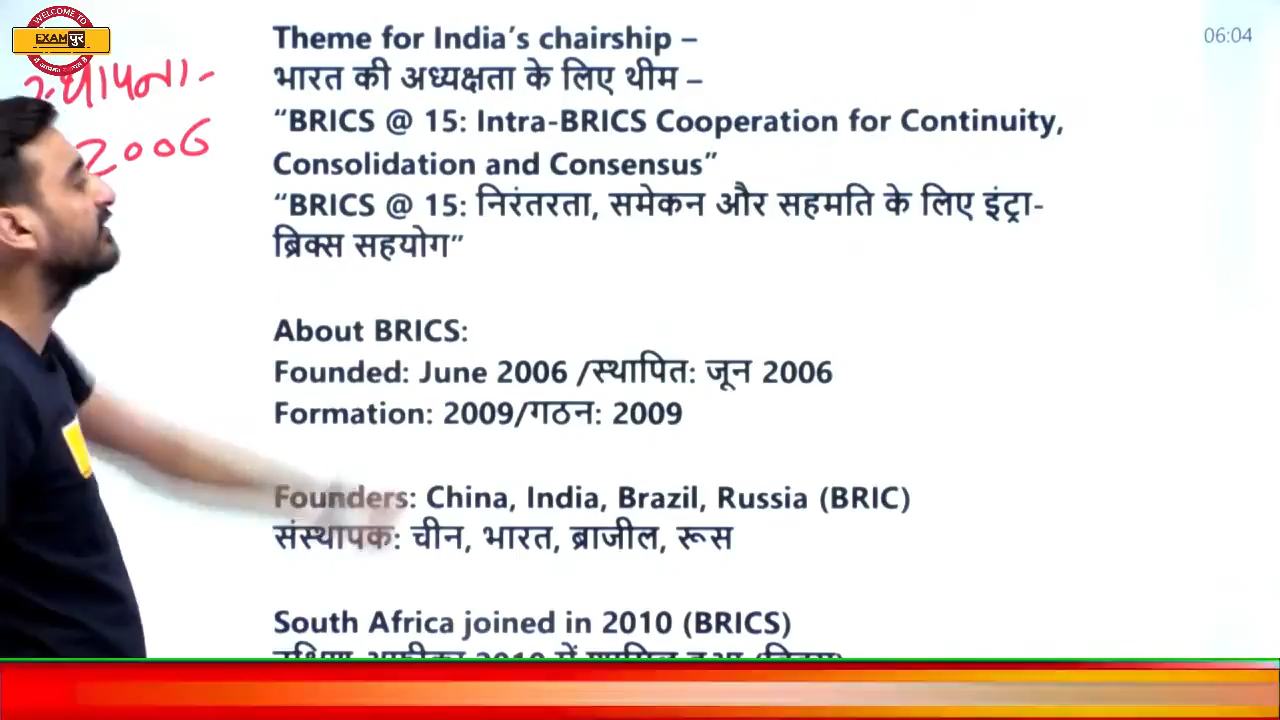 WELCOME TO
EXAMपुर
06:04
स्थापना-
2006
Theme for India's chairship –
भारत की अध्यक्षता के लिए थीम –
“BRICS @ 15: Intra-BRICS Cooperation for Continuity,
Consolidation and Consensus”
“BRICS @ 15: निरंतरता, समेकन और सहमति के लिए इंट्रा-
ब्रिक्स सहयोग”
About BRICS:
Founded: June 2006 /स्थापित: जून 2006
Formation: 2009/गठन: 2009
Founders: China, India, Brazil, Russia (BRIC)
संस्थापक: चीन, भारत, ब्राजील, रूस
South Africa joined in 2010 (BRICS)